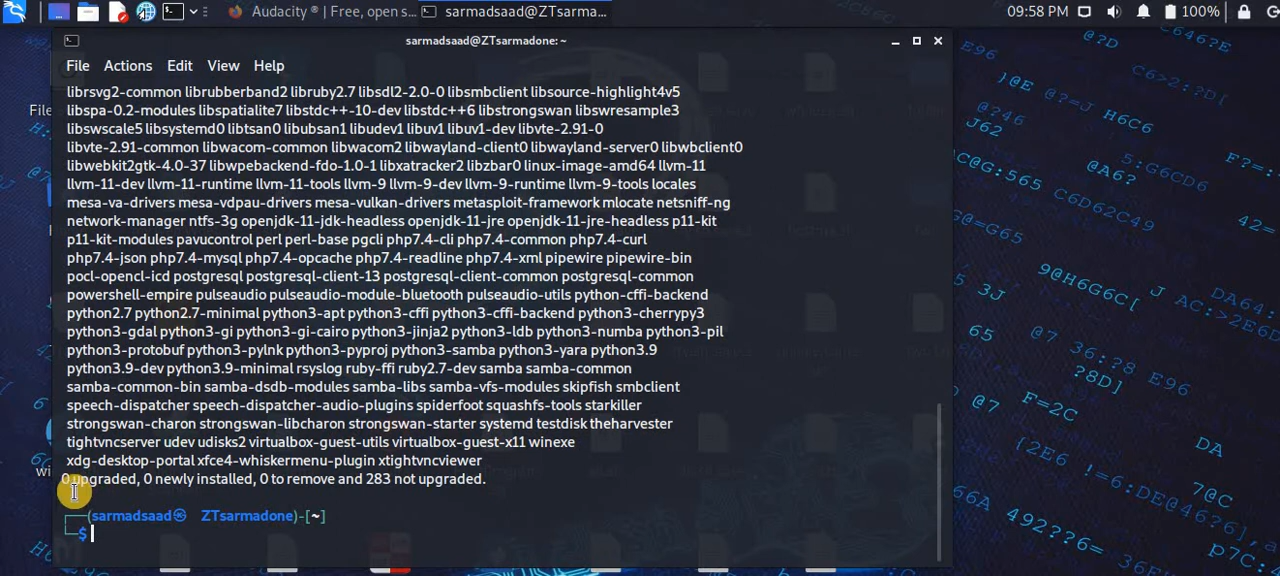 Audacity ® | Free, open s...
sarmadsaad@ZTsarma...
09:58 PM
100%
sarmadsaad@ZTsarmadone: ~
File Actions Edit View Help
librsvg2-common librubberband2 libruby2.7 libsdl2-2.0-0 libsmbclient libsource-highlight4v5
libspa-0.2-modules libspatialite7 libstdc++-10-dev libstdc++6 libstrongswan libswresample3
libswscale5 libsystemd0 libtsan0 libubsan1 libudev1 libuv1 libuv1-dev libvte-2.91-0
libvte-2.91-common libwacom-common libwacom2 libwayland-client0 libwayland-server0 libwbclient0
libwebkit2gtk-4.0-37 libwpebackend-fdo-1.0-1 libxatracker2 libzbar0 linux-image-amd64 llvm-11
llvm-11-dev llvm-11-runtime llvm-11-tools llvm-9 llvm-9-dev llvm-9-runtime llvm-9-tools locales
mesa-va-drivers mesa-vdpau-drivers mesa-vulkan-drivers metasploit-framework mlocate netsniff-ng
network-manager ntfs-3g openjdk-11-jdk-headless openjdk-11-jre openjdk-11-jre-headless p11-kit
p11-kit-modules pavucontrol perl perl-base pgcli php7.4-cli php7.4-common php7.4-curl
php7.4-json php7.4-mysql php7.4-opcache php7.4-readline php7.4-xml pipewire pipewire-bin
pocl-opencl-icd postgresql postgresql-client-13 postgresql-client-common postgresql-common
powershell-empire pulseaudio pulseaudio-module-bluetooth pulseaudio-utils python-cffi-backend
python2.7 python2.7-minimal python3-apt python3-cffi python3-cffi-backend python3-cherrypy3
python3-gdal python3-gi python3-gi-cairo python3-jinja2 python3-ldb python3-numba python3-pil
python3-protobuf python3-pylnk python3-pyproj python3-samba python3-yara python3.9
python3.9-dev python3.9-minimal rsyslog ruby-ffi ruby2.7-dev samba samba-common
samba-common-bin samba-dsdb-modules samba-libs samba-vfs-modules skipfish smbclient
speech-dispatcher speech-dispatcher-audio-plugins spiderfoot squashfs-tools starkiller
strongswan-charon strongswan-libcharon strongswan-starter systemd testdisk theharvester
tightvncserver udev udisks2 virtualbox-guest-utils virtualbox-guest-x11 winexe
xdg-desktop-portal xfce4-whiskermenu-plugin xtightvncviewer
0 upgraded, 0 newly installed, 0 to remove and 283 not upgraded.
┌──(sarmadsaad㉿ ZTsarmadone)-[~]
└─$